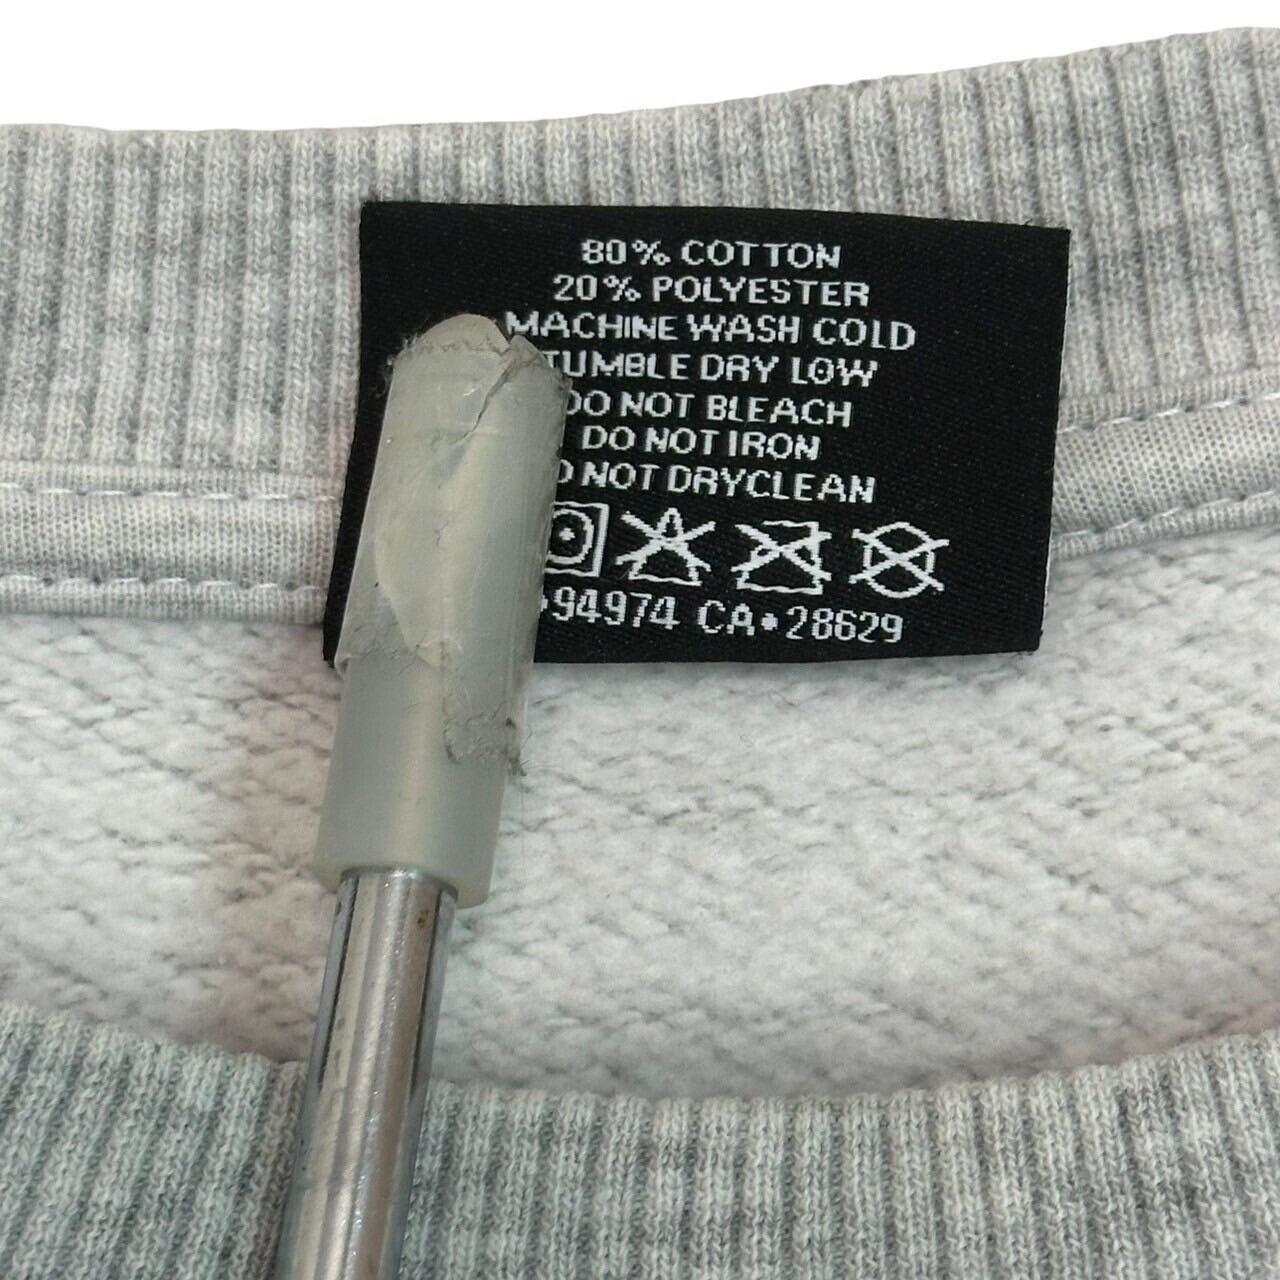 80% COTTON
20% POLYESTER
MACHINE WASH COLD
TUMBLE DRY LOW
DO NOT BLEACH
DO NOT IRON
NOT DRYCLEAN
94974 CA•28629